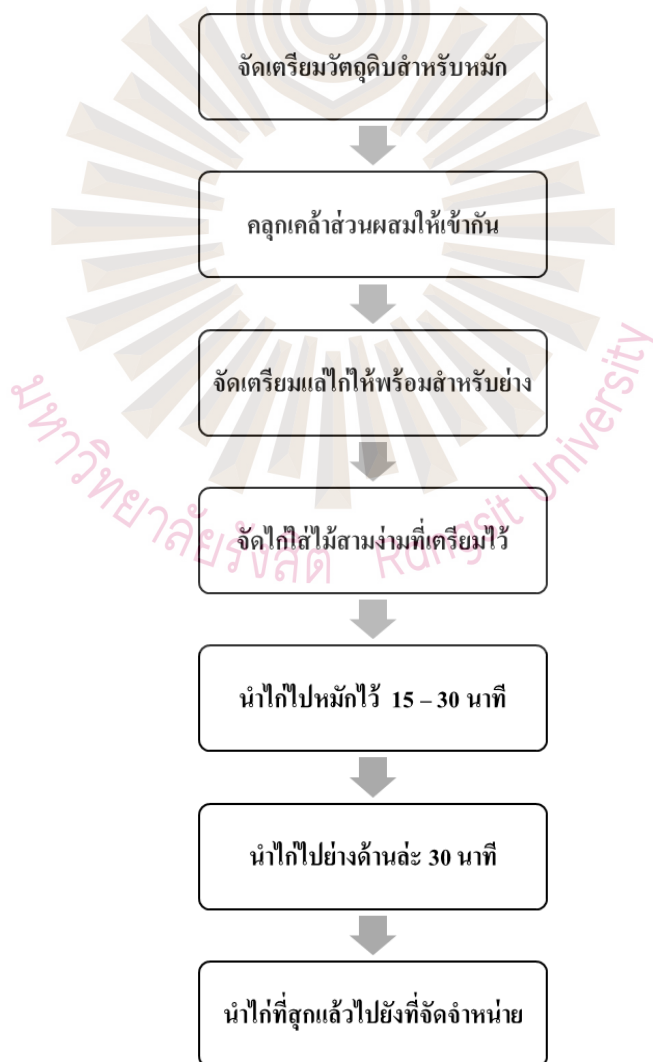 จัดเตรียมวัตถุดิบสำหรับหมัก
คลุกเคล้าส่วนผสมให้เข้ากัน
จัดเตรียมแล่ไก่ให้พร้อมสำหรับย่าง
จัดไก่ใส่ไม้สามง่ามที่เตรียมไว้
มหาวิทยาลัยรังสิต Rangsit University
นำไก่ไปหมักไว้ 15 – 30 นาที
นำไก่ไปย่างด้านล่ะ 30 นาที
นำไก่ที่สุกแล้วไปยังที่จัดจำหน่าย